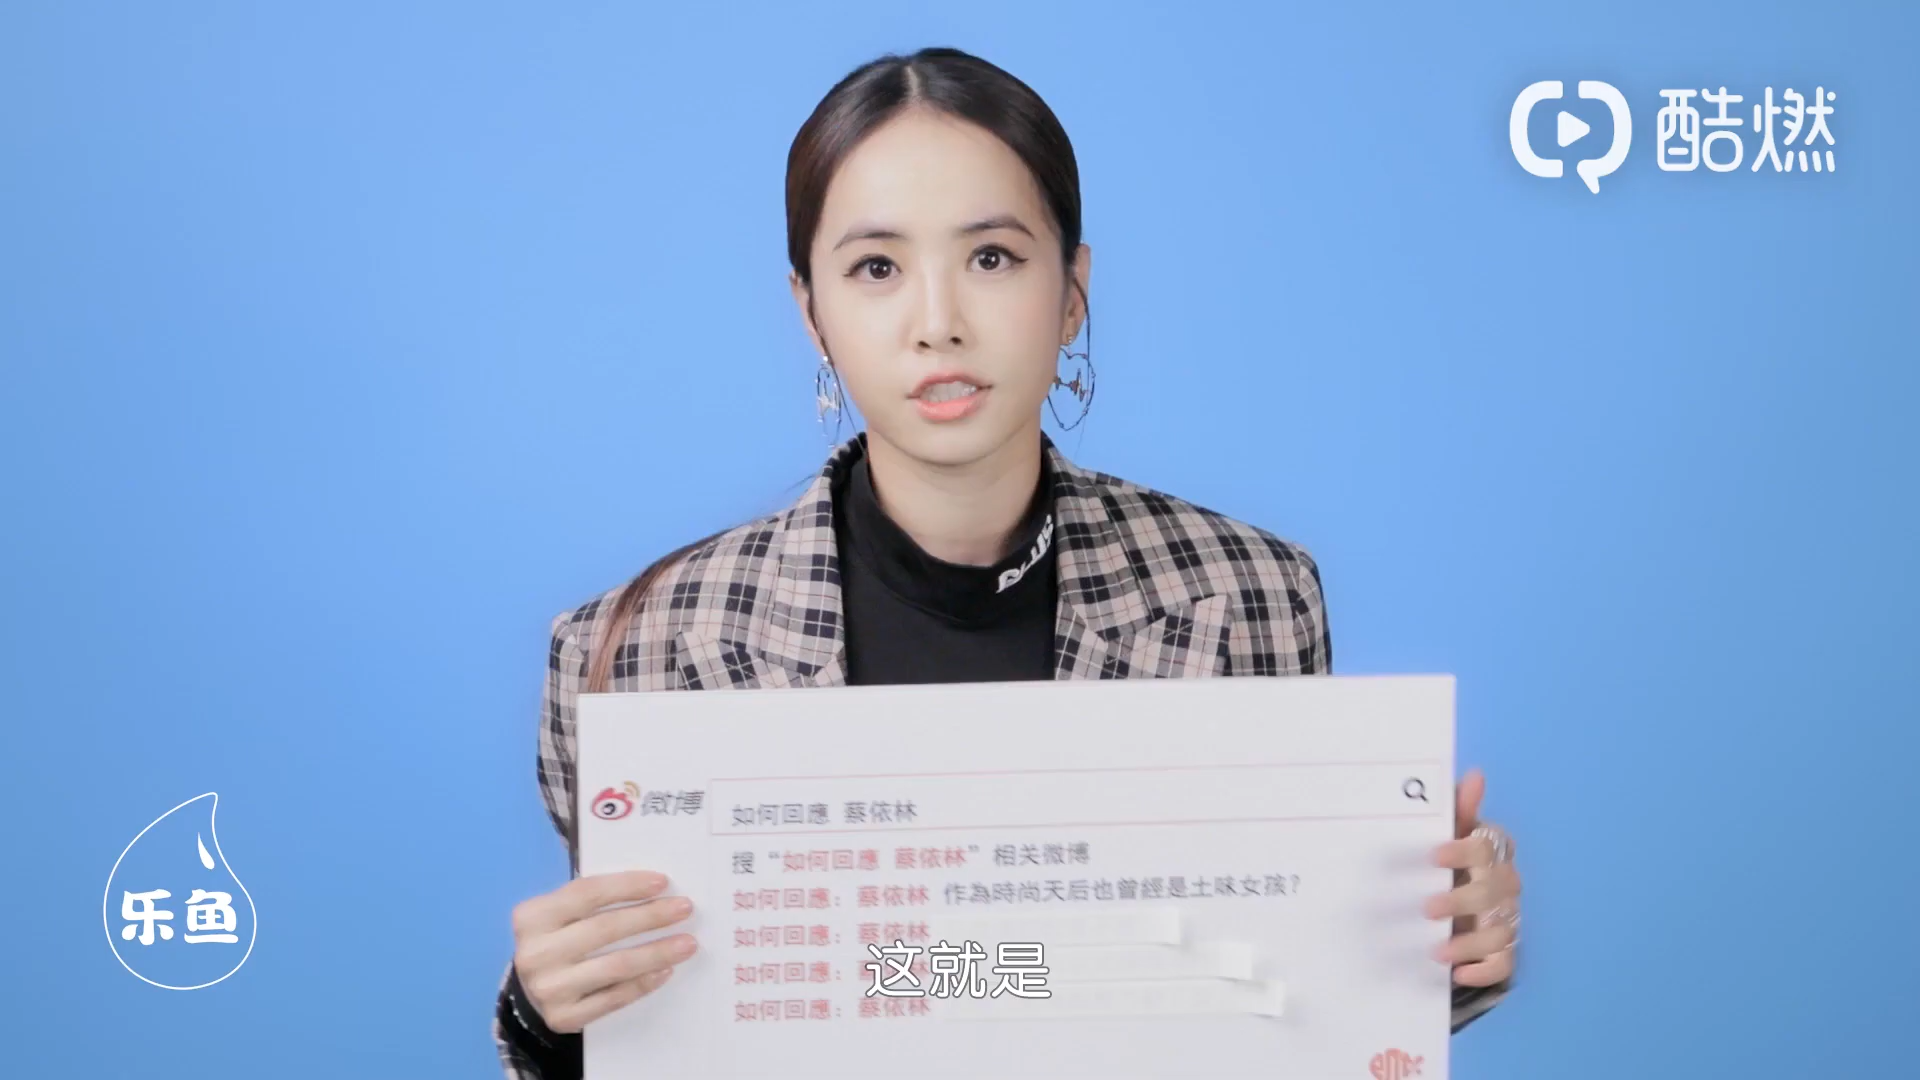 酷燃
DLUS
微博
如何回應 蔡依林
搜“如何回應 蔡依林”相关微博
如何回應：蔡依林 作為時尚天后也曾經是土味女孩？
如何回應：蔡依林
如何回應：
如何回應：蔡依林
这就是
乐鱼